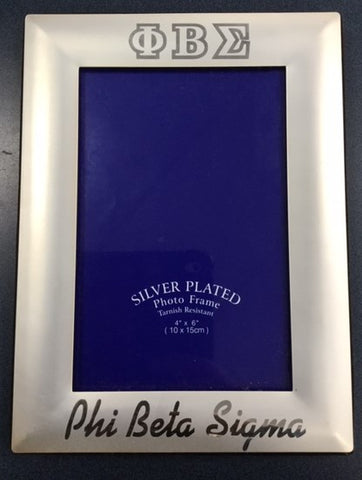 ΦΒΣ
SILVER PLATED
Photo Frame
Tarnish Resistant
4" x 6"
( 10 x 15cm )
Phi Beta Sigma